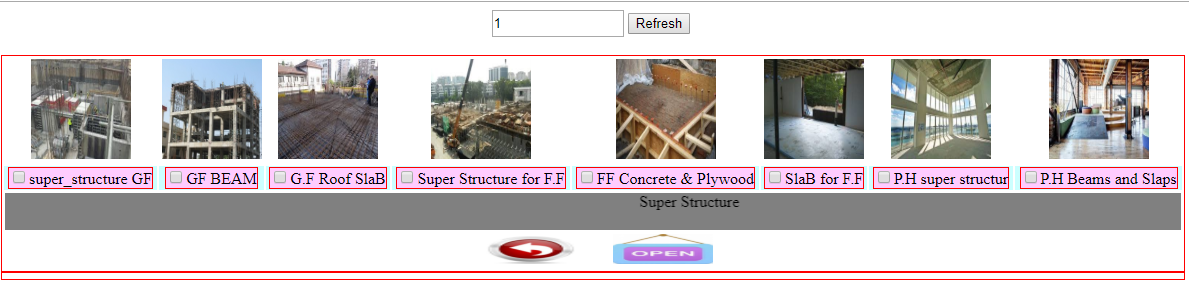 1 Refresh
super_structure GF GF BEAM G.F Roof SlaB Super Structure for F.F FF Concrete & Plywood SlaB for F.F P.H super structur P.H Beams and Slaps
Super Structure
OPEN